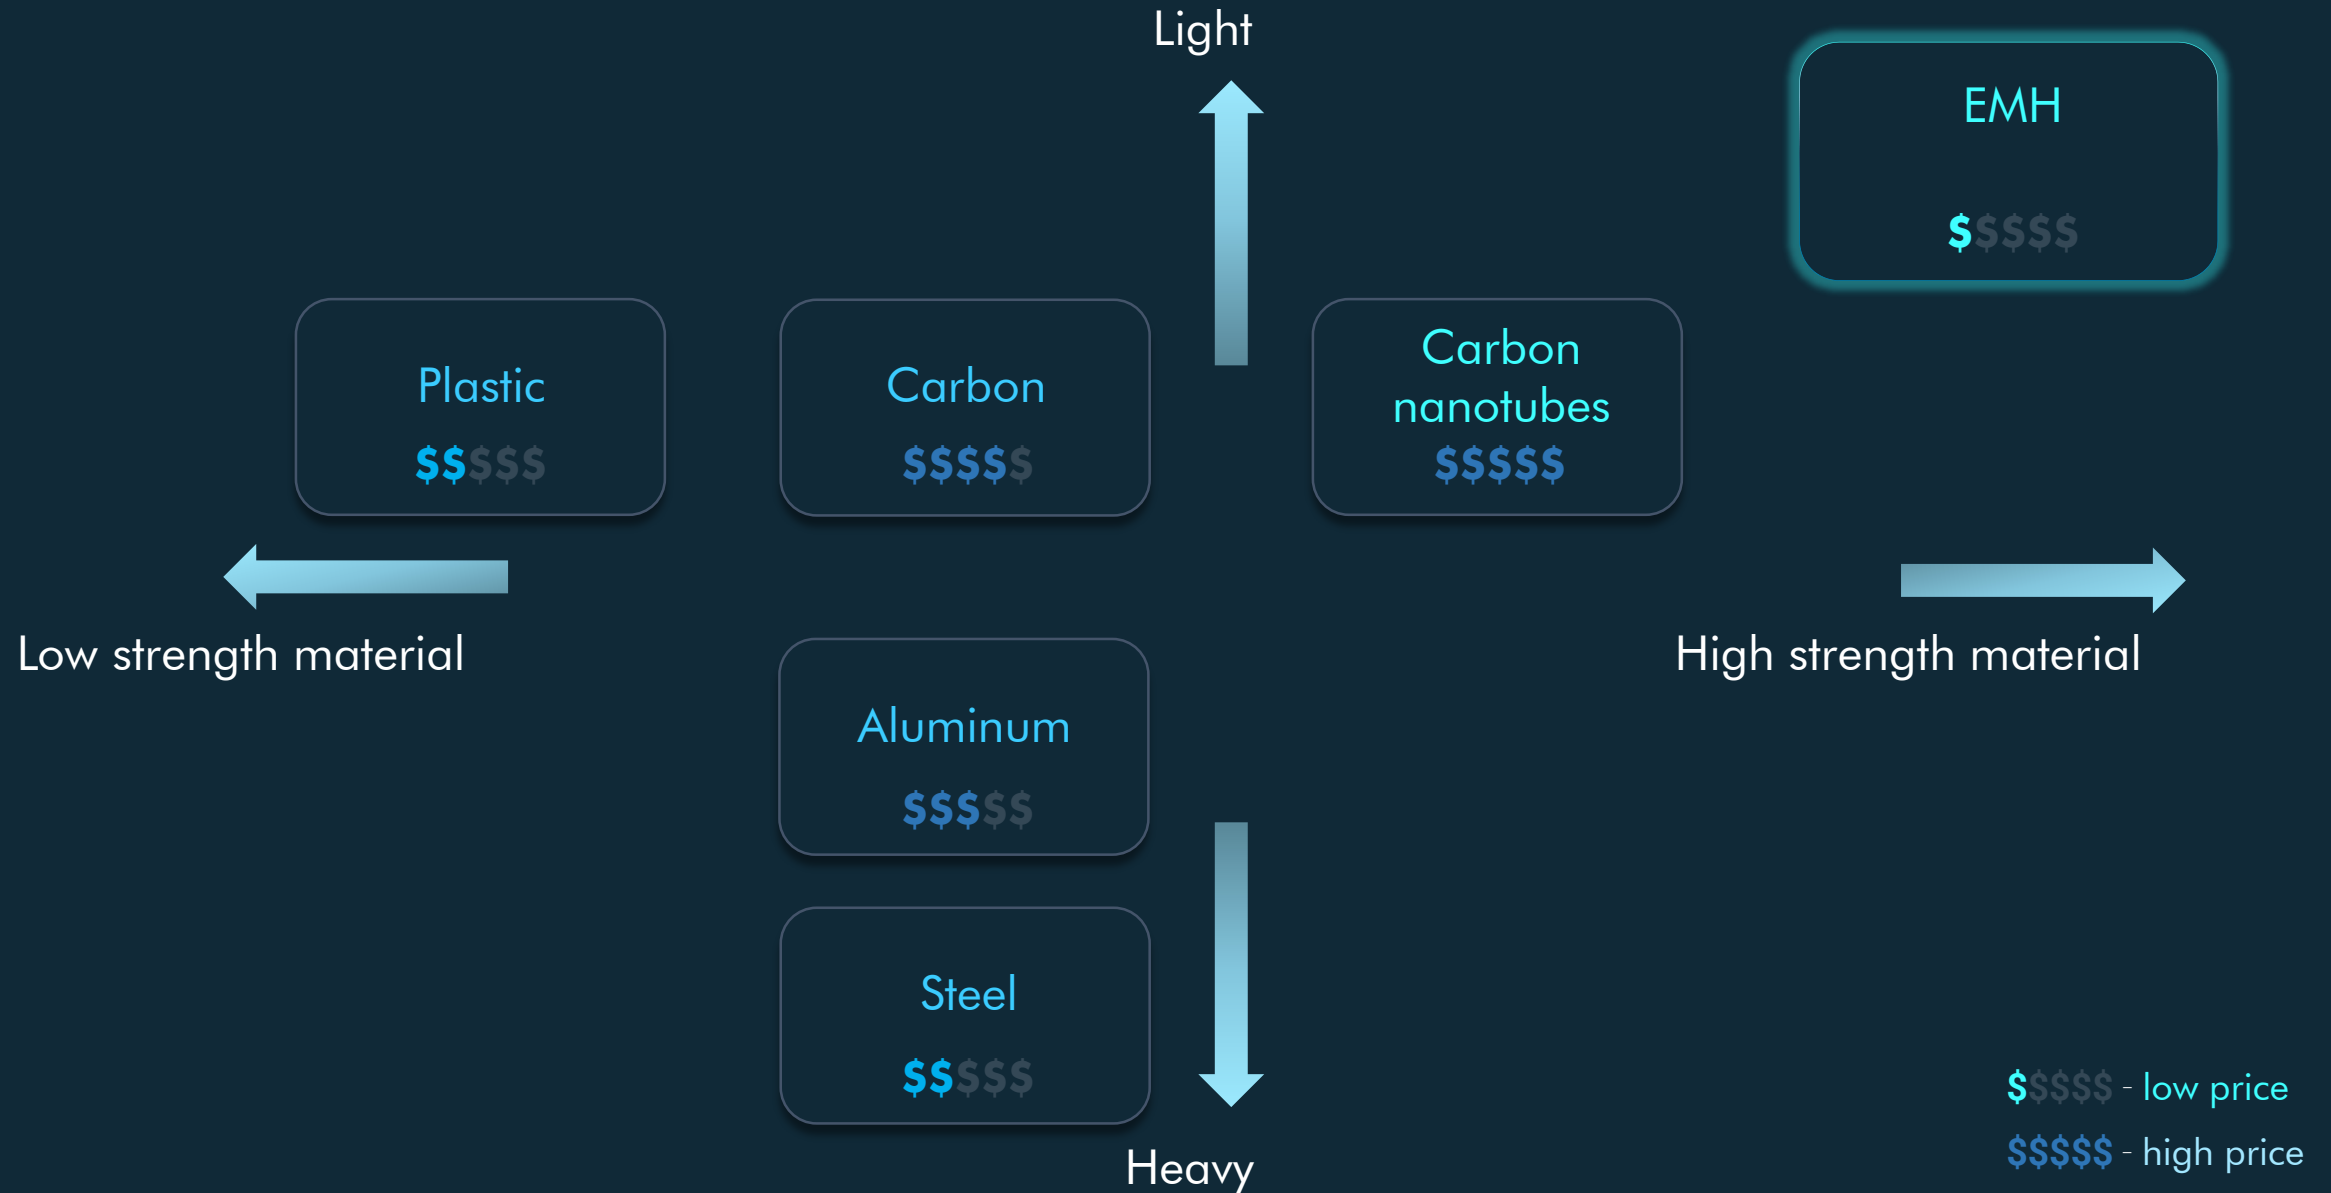 Light
EMH
$$$$$
Plastic
$$$$$
Carbon
$$$$$
Carbon
nanotubes
$$$$$
Low strength material
High strength material
Aluminum
$$$$$
Steel
$$$$$
Heavy
$$$$$ - low price
$$$$$ - high price